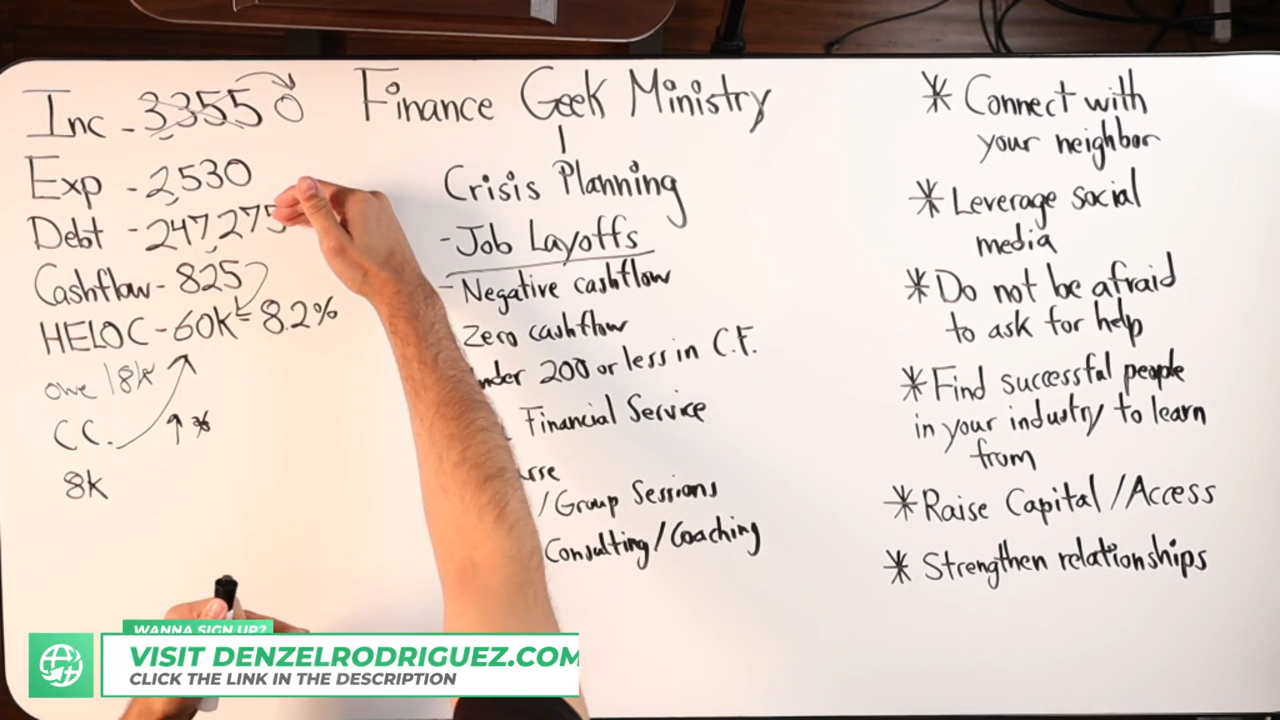 Inc - 3355 0
Exp - 2,530
Debt - 247,275
Cashflow - 825
HELOC - 60K - 8.2%
owe 18k
CC.
8k
Finance Geek Ministry
Crisis Planning
- Job Layoffs
- Negative cashflow
Zero cashflow
200 or less in C.F.
Financial Service
/Group Sessions
Consulting/Coaching
* Connect with
your neighbor
* Leverage social
media
* Do not be afraid
to ask for help
* Find successful people
in your industry to learn
from
* Raise Capital/Access
* Strengthen relationships
WANNA SIGN UP?
VISIT DENZELRODRIGUEZ.COM
CLICK THE LINK IN THE DESCRIPTION